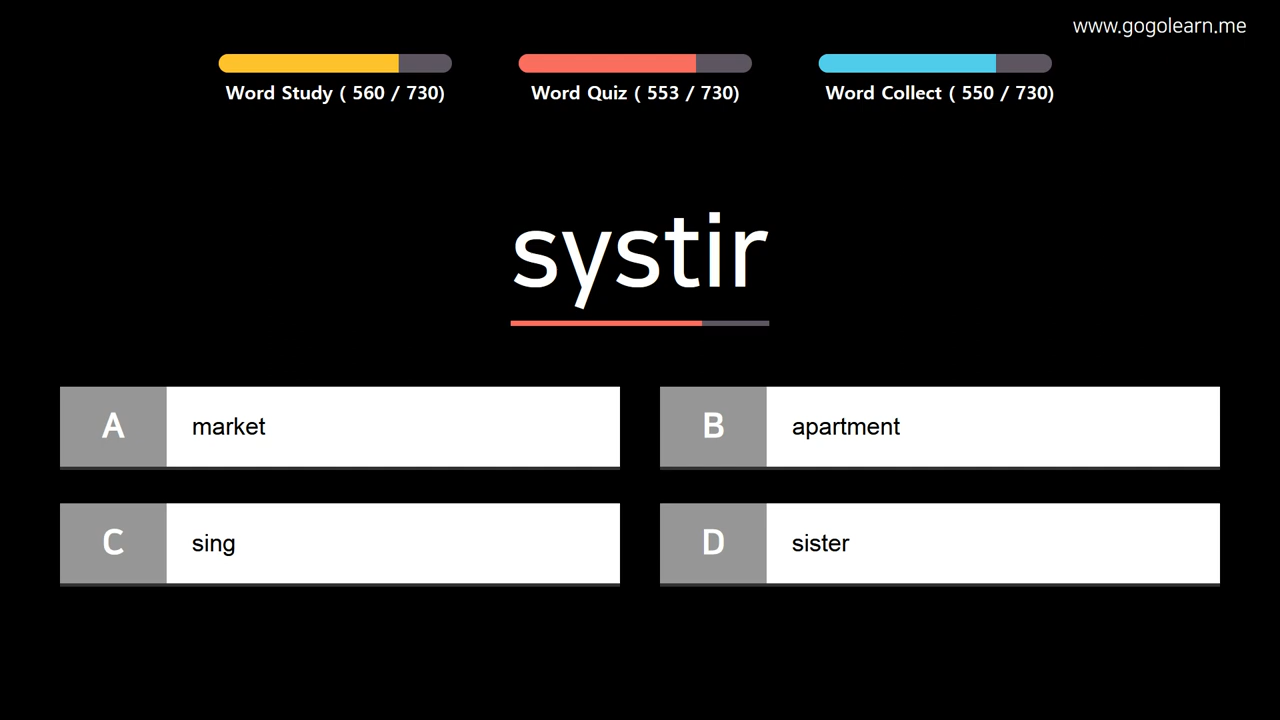 www.gogolearn.me
Word Study ( 560 / 730)
Word Quiz ( 553 / 730)
Word Collect ( 550 / 730)
systir
A market
B apartment
C sing
D sister